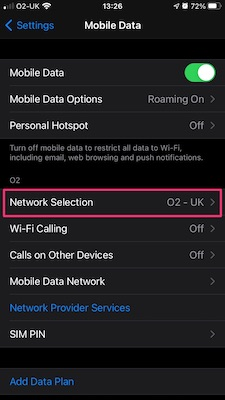 O2-UK
13:26
72%
Settings
Mobile Data
Mobile Data
Mobile Data Options Roaming On
Personal Hotspot Off
Turn off mobile data to restrict all data to Wi-Fi,
including email, web browsing and push notifications.
O2
Network Selection O2 - UK
Wi-Fi Calling Off
Calls on Other Devices Off
Mobile Data Network
Network Provider Services
SIM PIN
Add Data Plan